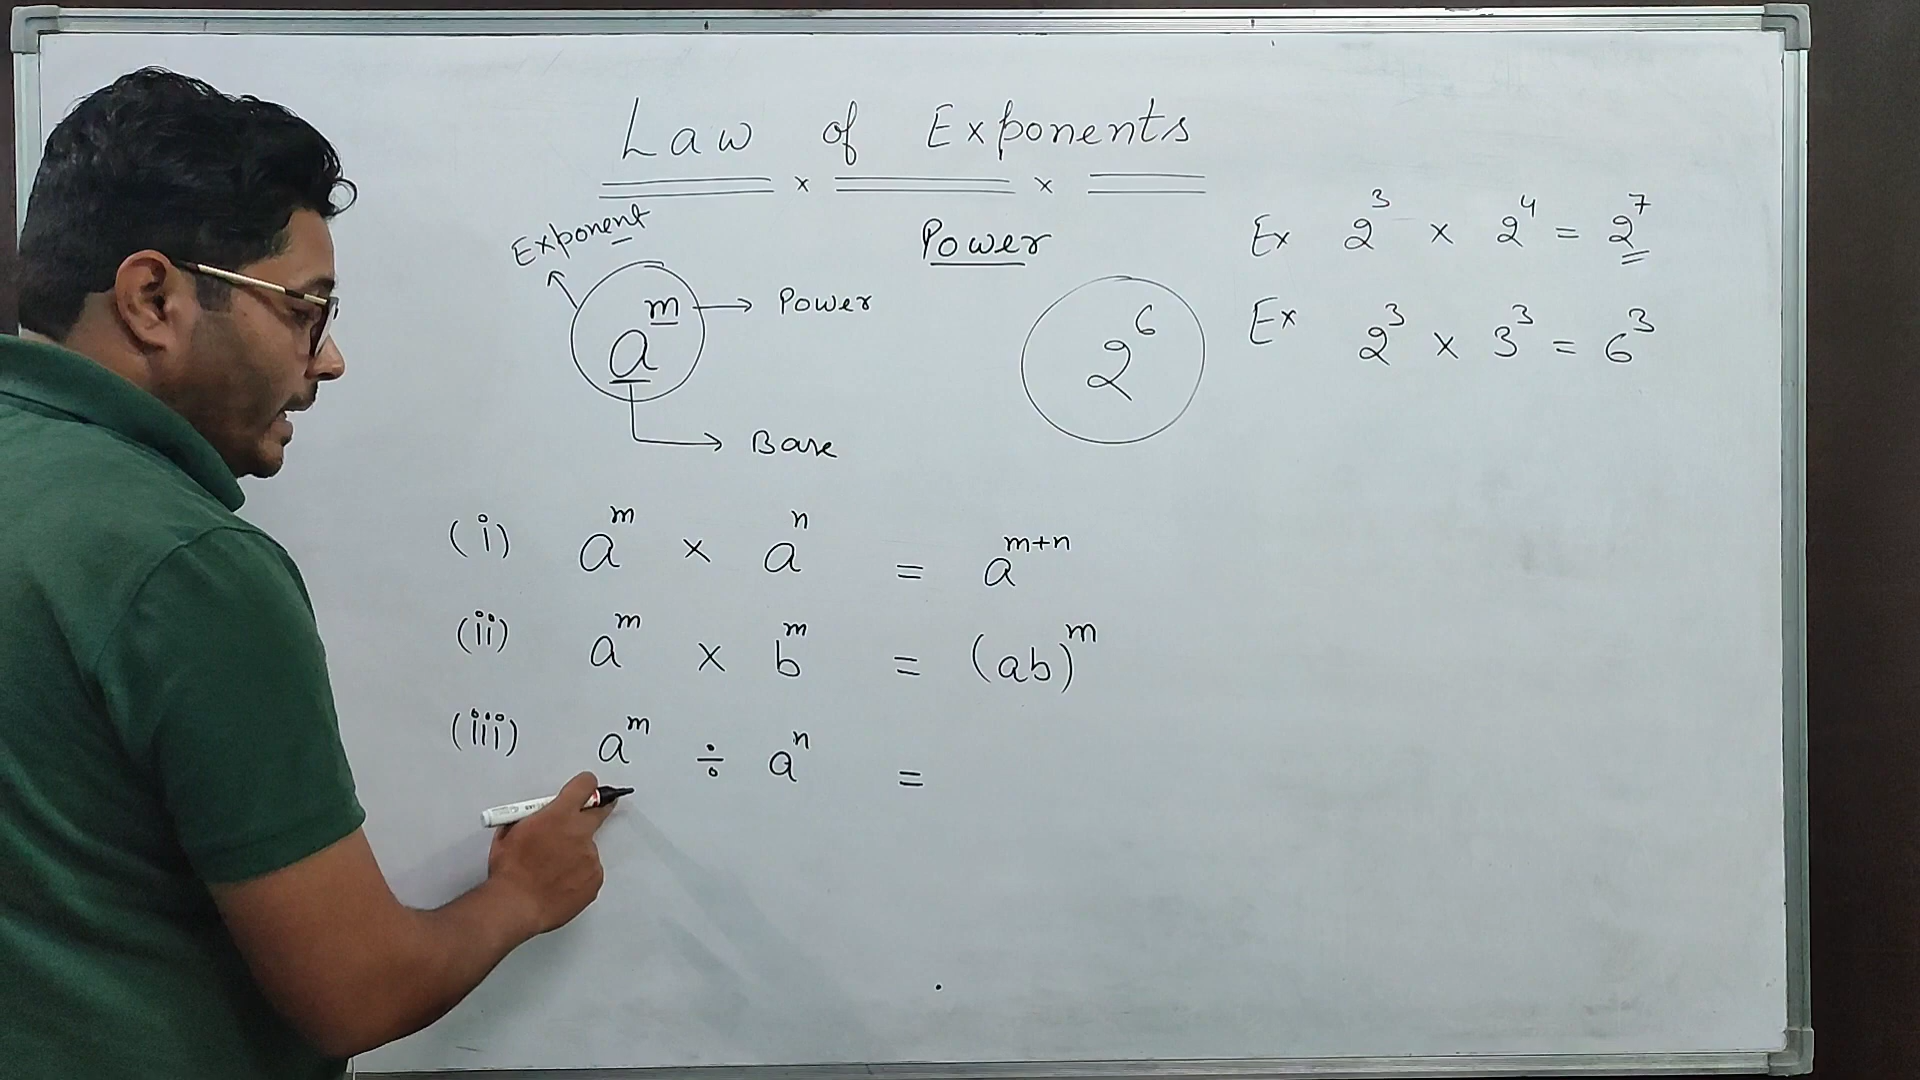 Law of Exponents
Exponent
Power
a^m → Power
Base
2^6
Ex 2^3 × 2^4 = 2^7
Ex 2^3 × 3^3 = 6^3
(i) a^m × a^n = a^{m+n}
(ii) a^m × b^m = (ab)^m
(iii) a^m ÷ a^n =